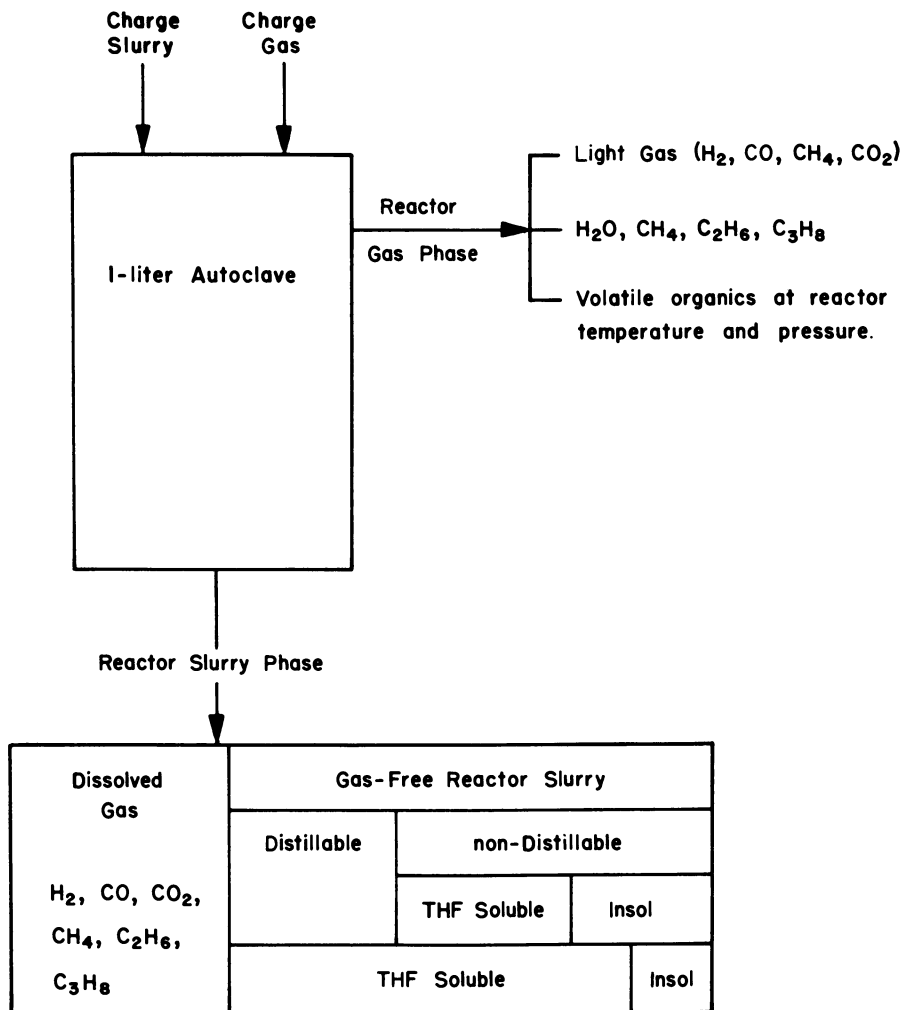 Charge
Slurry
Charge
Gas
1-liter Autoclave
Reactor
Gas Phase
Light Gas (H₂, CO, CH₄, CO₂)
H₂O, CH₄, C₂H₆, C₃H₈
Volatile organics at reactor
temperature and pressure.
Reactor Slurry Phase
Dissolved
Gas
H₂, CO, CO₂,
CH₄, C₂H₆,
C₃H₈
Gas-Free Reactor Slurry
Distillable
non-Distillable
THF Soluble
Insol
THF Soluble
Insol